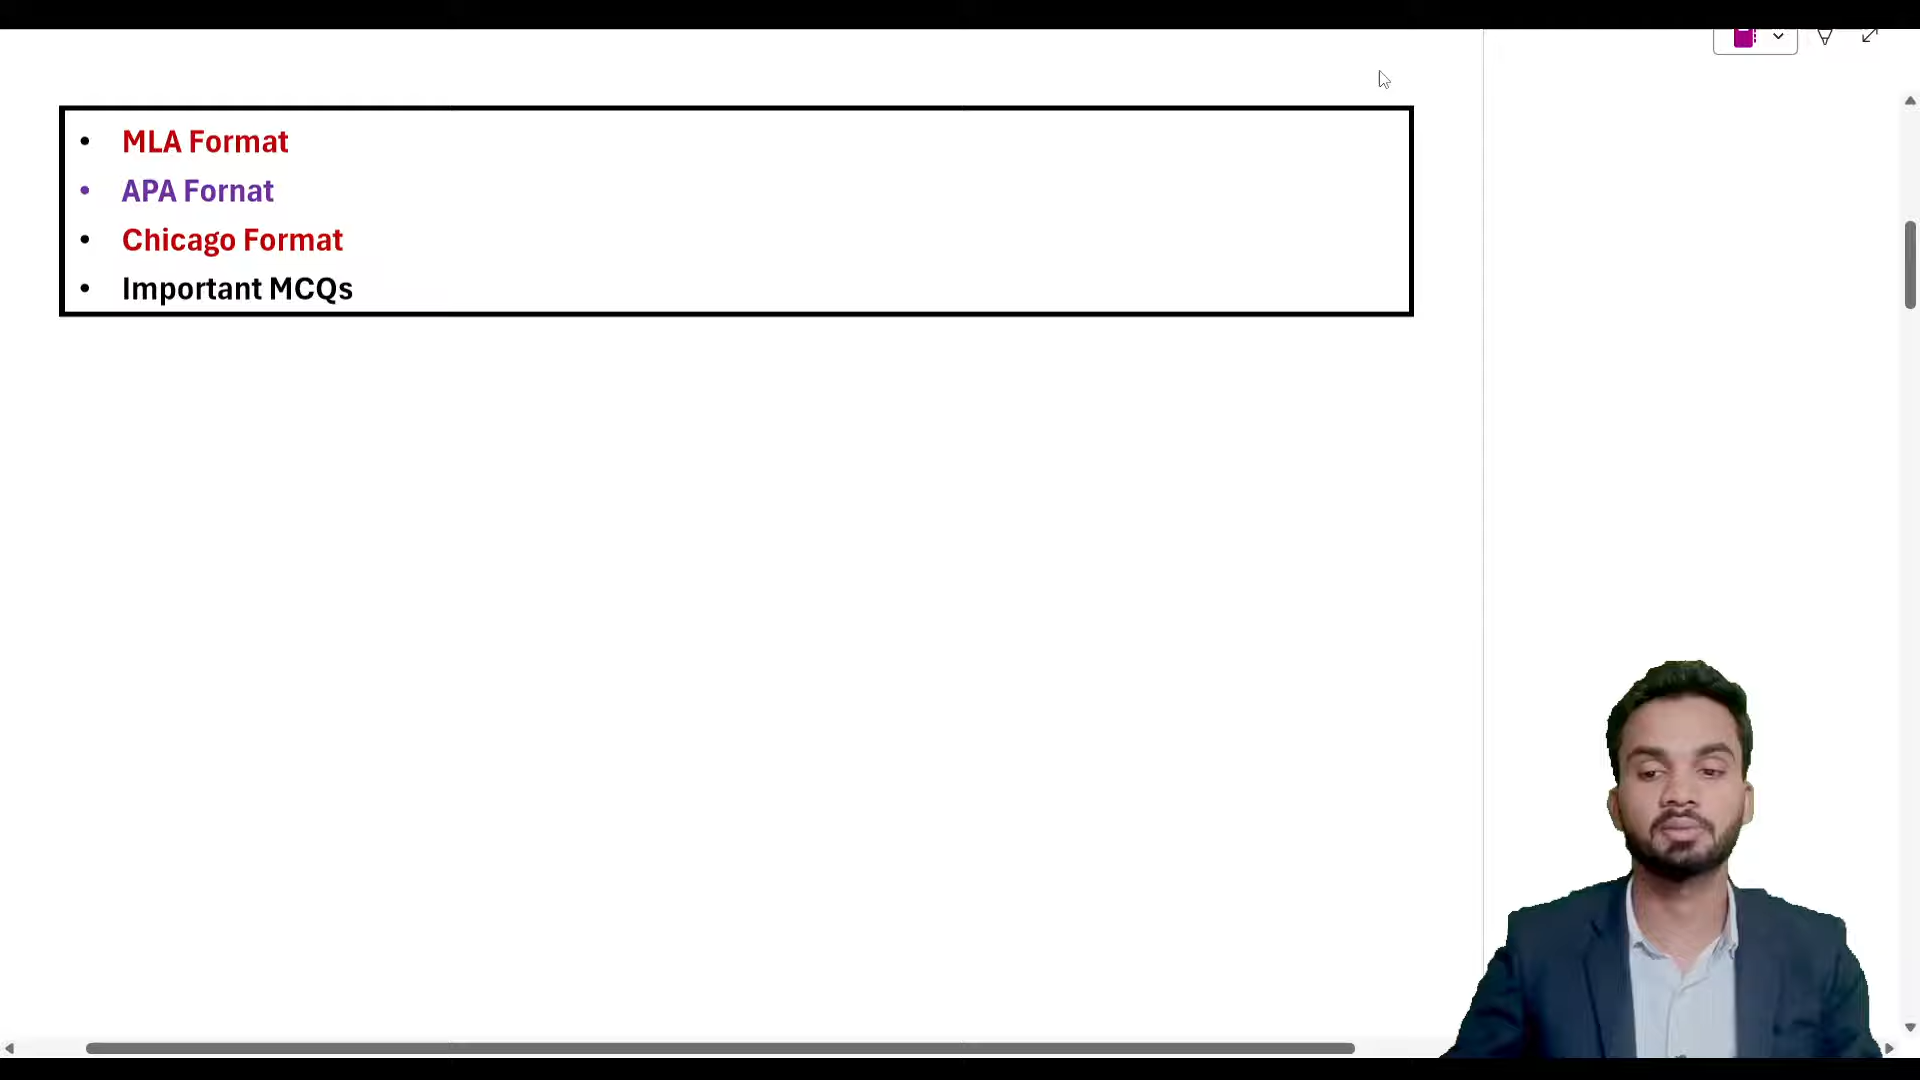 • MLA Format
• APA Fornat
• Chicago Format
• Important MCQs